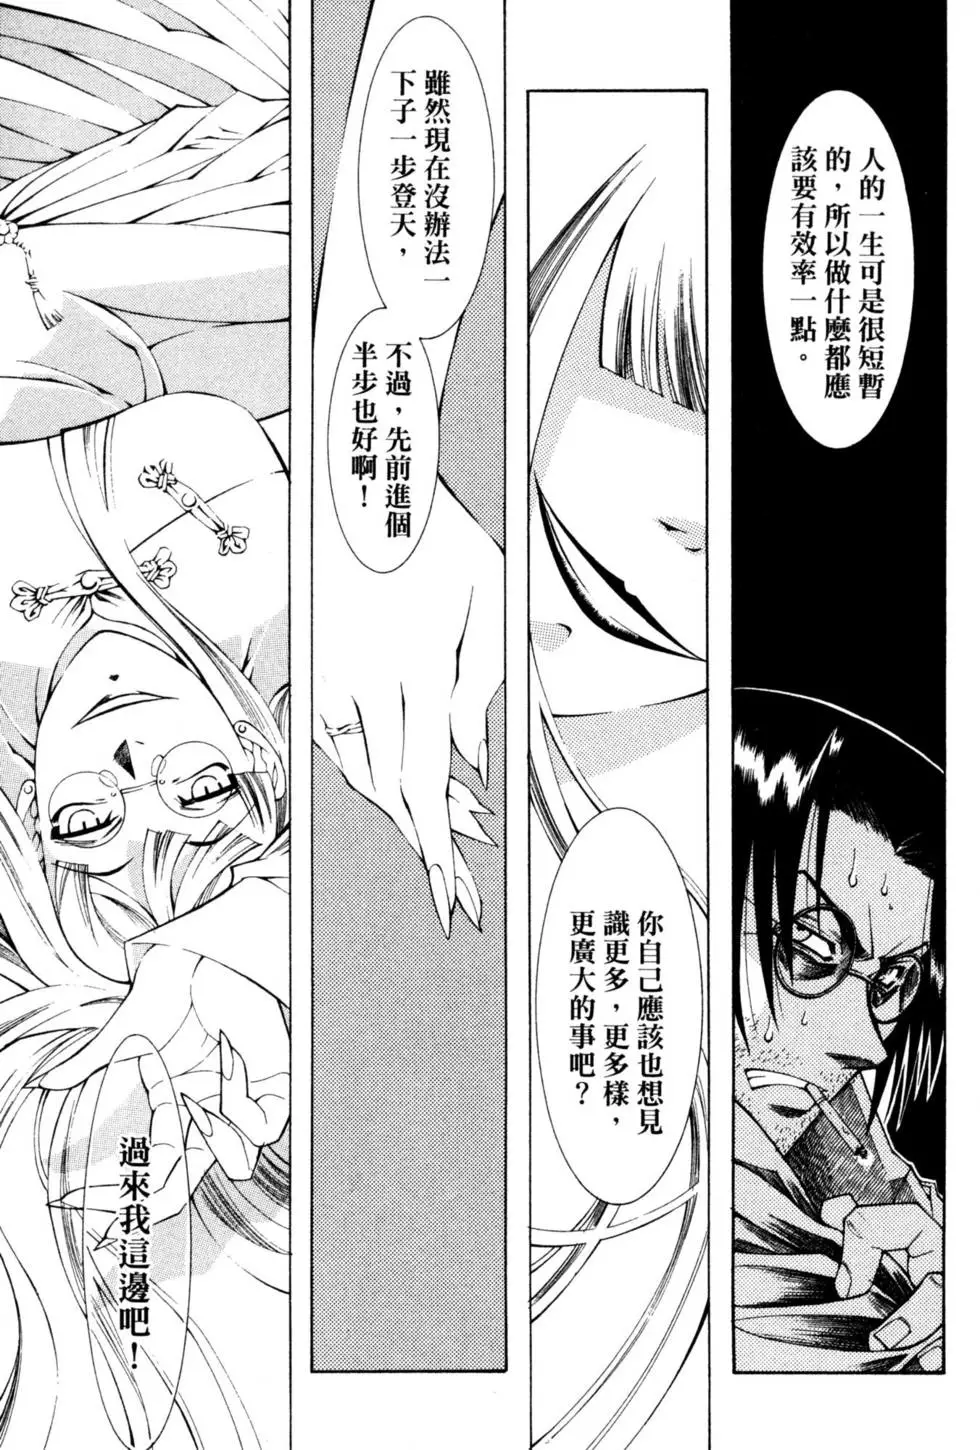 人的一生可是很短暫
的，所以做什麼都應
該要有效率一點。
你自己應該也想見
識更多，更多樣，
更廣大的事吧？
雖然現在沒辦法一
下子一步登天，
不過，先前進個
半步也好啊！
過來我這邊吧！